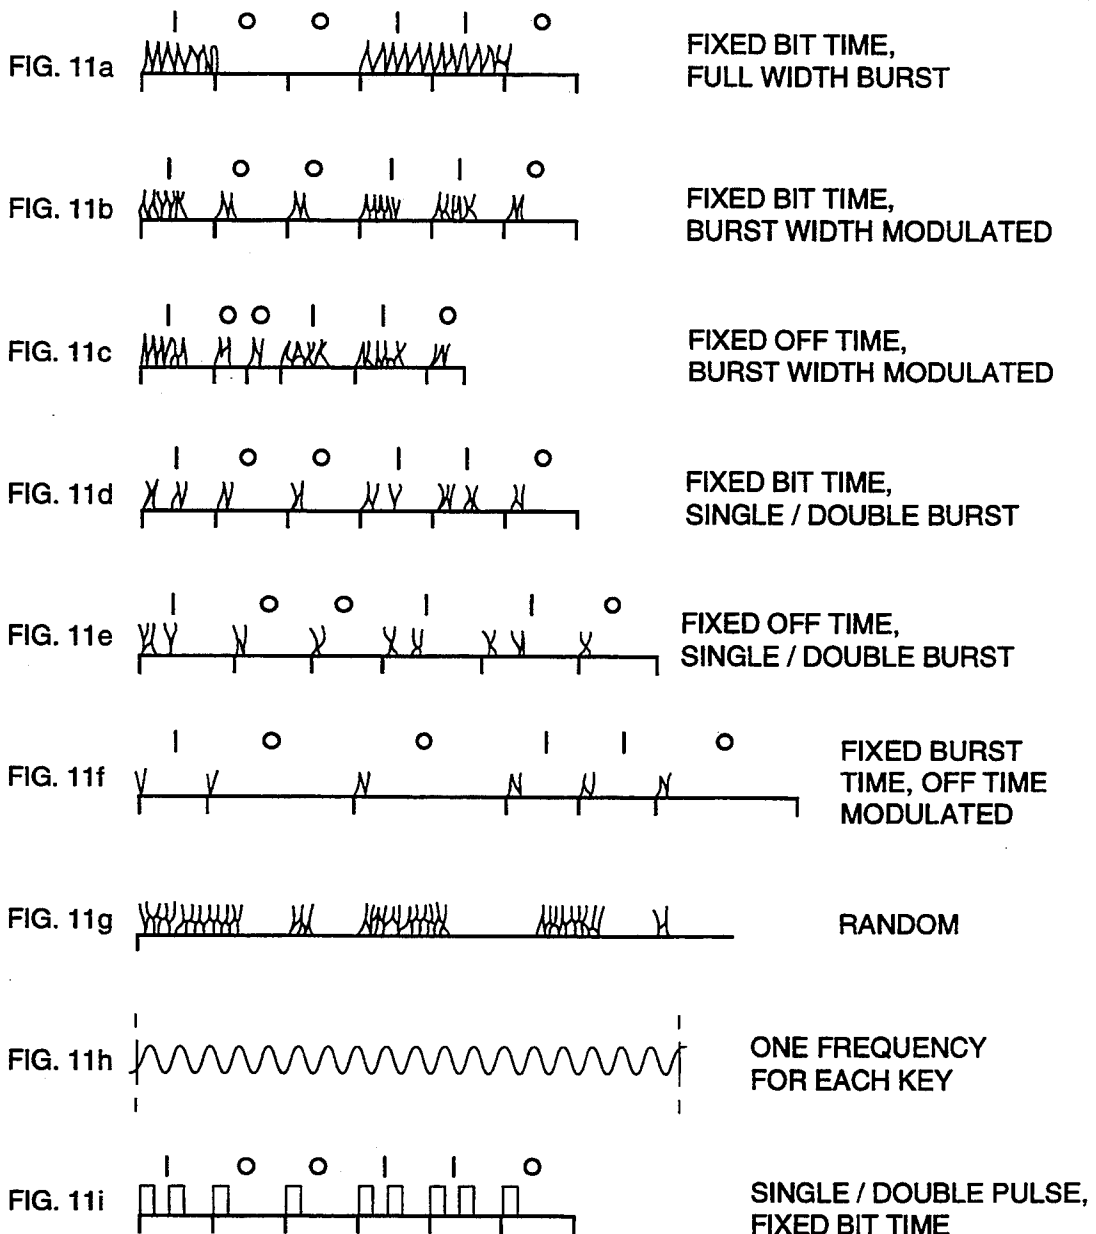 I O O I I O
FIG. 11a
FIXED BIT TIME,
FULL WIDTH BURST
I O O I I O
FIG. 11b
FIXED BIT TIME,
BURST WIDTH MODULATED
I O O I I O
FIG. 11c
FIXED OFF TIME,
BURST WIDTH MODULATED
I O O I I O
FIG. 11d
FIXED BIT TIME,
SINGLE / DOUBLE BURST
I O O I I O
FIG. 11e
FIXED OFF TIME,
SINGLE / DOUBLE BURST
I O O I I O
FIG. 11f
FIXED BURST
TIME, OFF TIME
MODULATED
FIG. 11g
RANDOM
FIG. 11h
ONE FREQUENCY
FOR EACH KEY
I O O I I O
FIG. 11i
SINGLE / DOUBLE PULSE,
FIXED BIT TIME